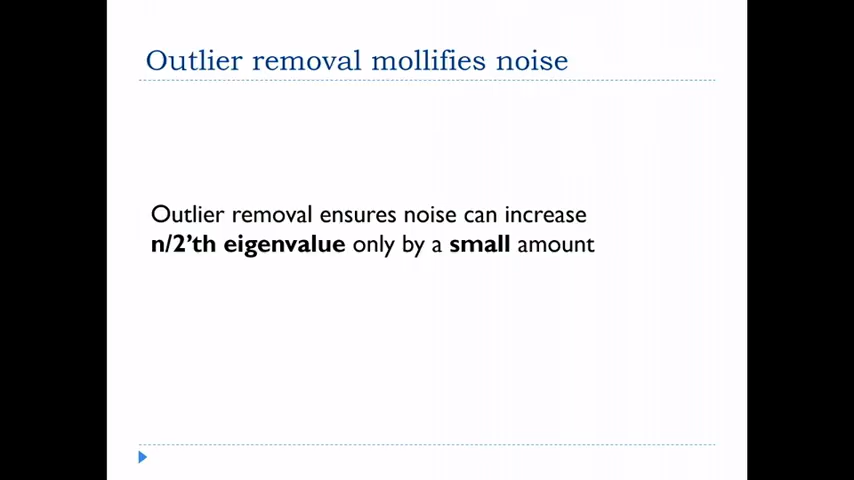 Outlier removal mollifies noise
Outlier removal ensures noise can increase
n/2’th eigenvalue only by a small amount